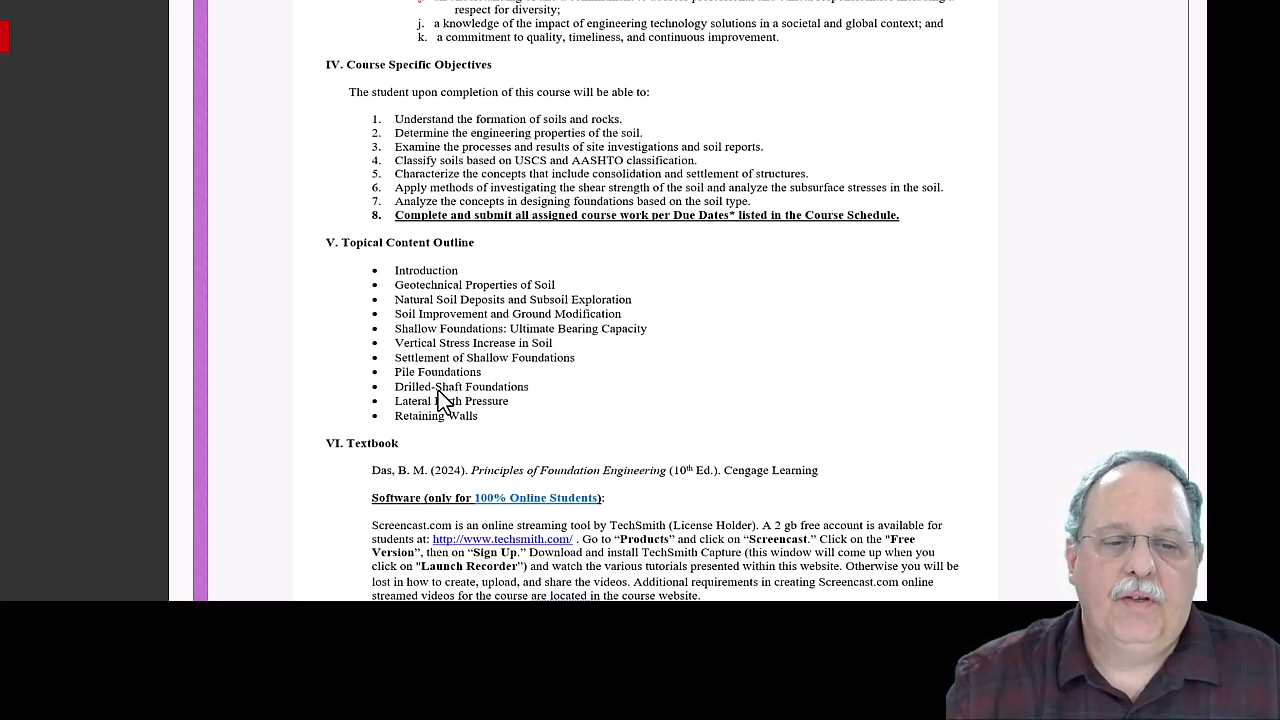 respect for diversity;
j. a knowledge of the impact of engineering technology solutions in a societal and global context; and
k. a commitment to quality, timeliness, and continuous improvement.
IV. Course Specific Objectives
The student upon completion of this course will be able to:
1. Understand the formation of soils and rocks.
2. Determine the engineering properties of the soil.
3. Examine the processes and results of site investigations and soil reports.
4. Classify soils based on USCS and AASHTO classification.
5. Characterize the concepts that include consolidation and settlement of structures.
6. Apply methods of investigating the shear strength of the soil and analyze the subsurface stresses in the soil.
7. Analyze the concepts in designing foundations based on the soil type.
8. Complete and submit all assigned course work per Due Dates* listed in the Course Schedule.
V. Topical Content Outline
• Introduction
• Geotechnical Properties of Soil
• Natural Soil Deposits and Subsoil Exploration
• Soil Improvement and Ground Modification
• Shallow Foundations: Ultimate Bearing Capacity
• Vertical Stress Increase in Soil
• Settlement of Shallow Foundations
• Pile Foundations
• Drilled-Shaft Foundations
• Lateral Earth Pressure
• Retaining Walls
VI. Textbook
Das, B. M. (2024). Principles of Foundation Engineering (10th Ed.). Cengage Learning
Software (only for 100% Online Students):
Screencast.com is an online streaming tool by TechSmith (License Holder). A 2 gb free account is available for
students at: http://www.techsmith.com/ . Go to “Products” and click on “Screencast.” Click on the "Free
Version”, then on “Sign Up.” Download and install TechSmith Capture (this window will come up when you
click on "Launch Recorder”) and watch the various tutorials presented within this website. Otherwise you will be
lost in how to create, upload, and share the videos. Additional requirements in creating Screencast.com online
streamed videos for the course are located in the course website.